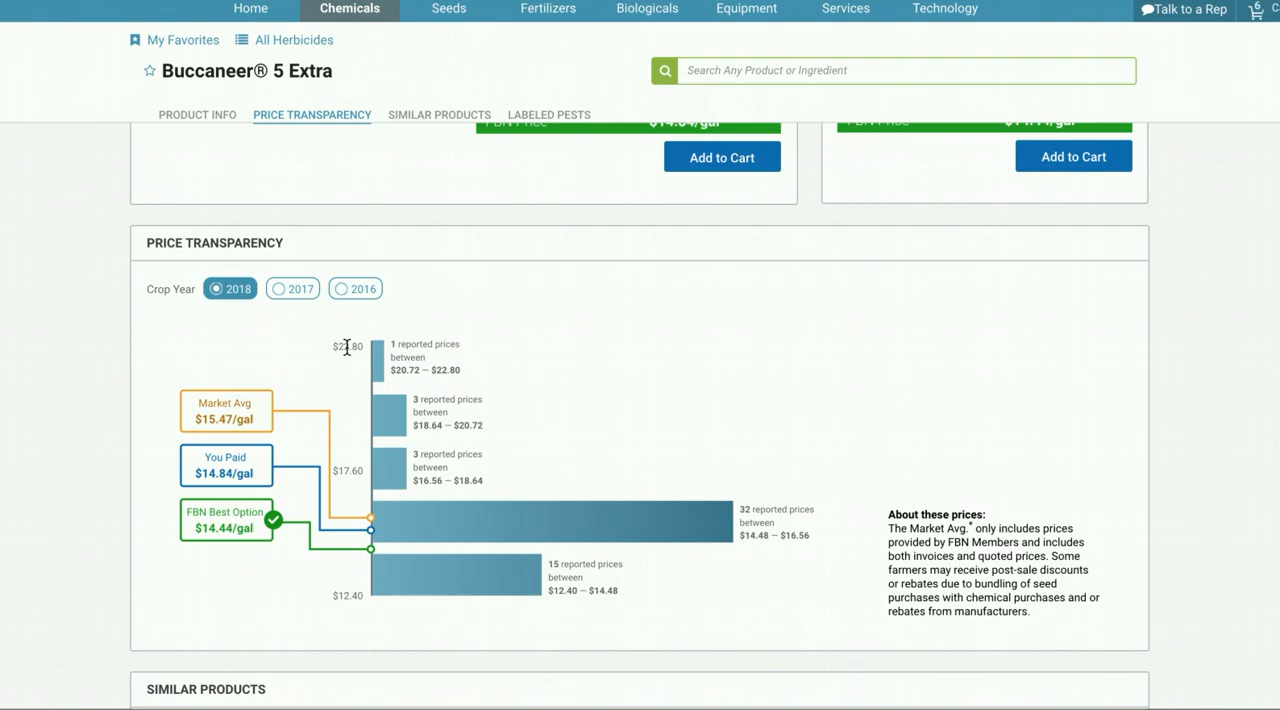 Home Chemicals Seeds Fertilizers Biologicals Equipment Services Technology Talk to a Rep 6
My Favorites All Herbicides
Buccaneer® 5 Extra
Search Any Product or Ingredient
PRODUCT INFO PRICE TRANSPARENCY SIMILAR PRODUCTS LABELED PESTS
Add to Cart
Add to Cart
PRICE TRANSPARENCY
Crop Year 2018 2017 2016
1 reported prices
between
$20.72 — $22.80
Market Avg
$15.47/gal
3 reported prices
between
$18.64 — $20.72
You Paid
$14.84/gal
$17.60
3 reported prices
between
$16.56 — $18.64
FBN Best Option
$14.44/gal
32 reported prices
between
$14.48 — $16.56
15 reported prices
between
$12.40 — $14.48
$12.40
About these prices:
The Market Avg.* only includes prices
provided by FBN Members and includes
both invoices and quoted prices. Some
farmers may receive post-sale discounts
or rebates due to bundling of seed
purchases with chemical purchases and or
rebates from manufacturers.
SIMILAR PRODUCTS